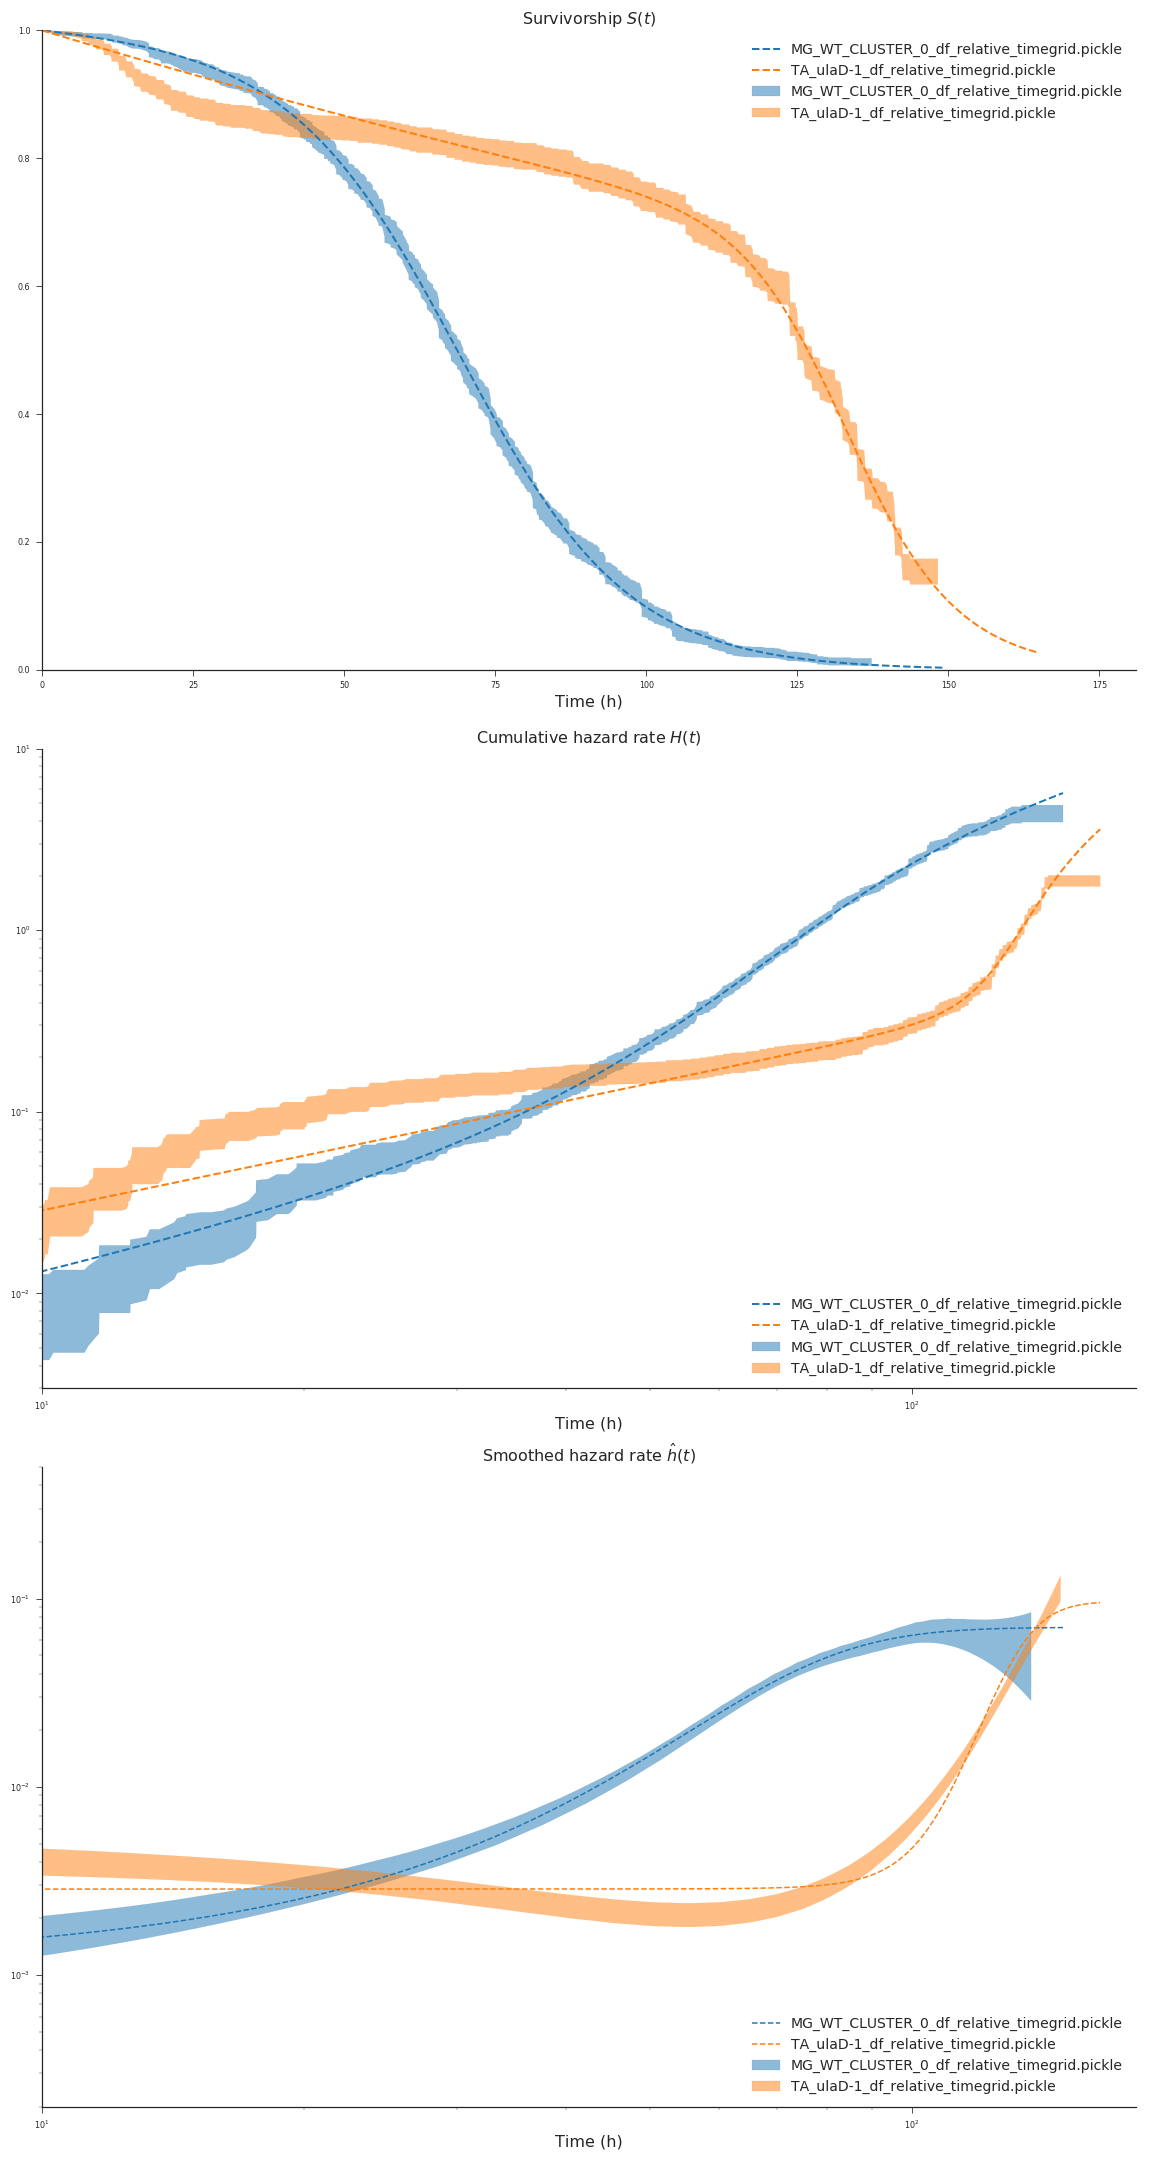 Survivorship S(t)
1.0
0.8
0.6
0.4
0.2
0.0
MG_WT_CLUSTER_0_df_relative_timegrid.pickle
TA_ulaD-1_df_relative_timegrid.pickle
MG_WT_CLUSTER_0_df_relative_timegrid.pickle
TA_ulaD-1_df_relative_timegrid.pickle
0 25 50 75 100 125 150 175
Time (h)
Cumulative hazard rate H(t)
10¹
10⁰
10⁻¹
10⁻²
MG_WT_CLUSTER_0_df_relative_timegrid.pickle
TA_ulaD-1_df_relative_timegrid.pickle
MG_WT_CLUSTER_0_df_relative_timegrid.pickle
TA_ulaD-1_df_relative_timegrid.pickle
10¹ 10²
Time (h)
Smoothed hazard rate ĥ(t)
10⁻¹
10⁻²
10⁻³
MG_WT_CLUSTER_0_df_relative_timegrid.pickle
TA_ulaD-1_df_relative_timegrid.pickle
MG_WT_CLUSTER_0_df_relative_timegrid.pickle
TA_ulaD-1_df_relative_timegrid.pickle
10¹ 10²
Time (h)